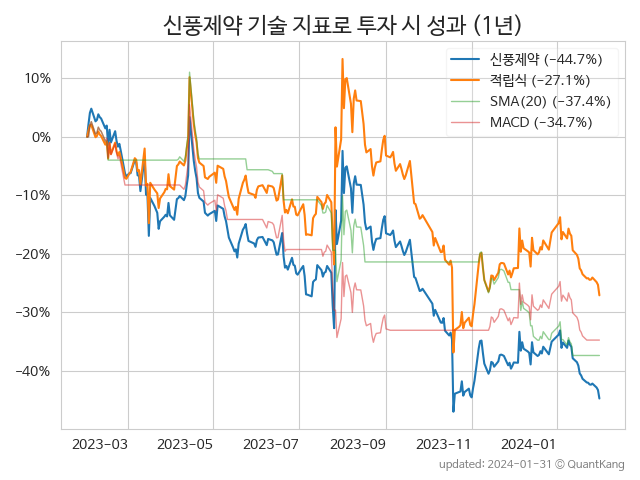 신풍제약 기술 지표로 투자 시 성과 (1년)
신풍제약 (−44.7%)
적립식 (−27.1%)
SMA(20) (−37.4%)
MACD (−34.7%)
10%
0%
−10%
−20%
−30%
−40%
2023-03 2023-05 2023-07 2023-09 2023-11 2024-01
updated: 2024-01-31 © QuantKang